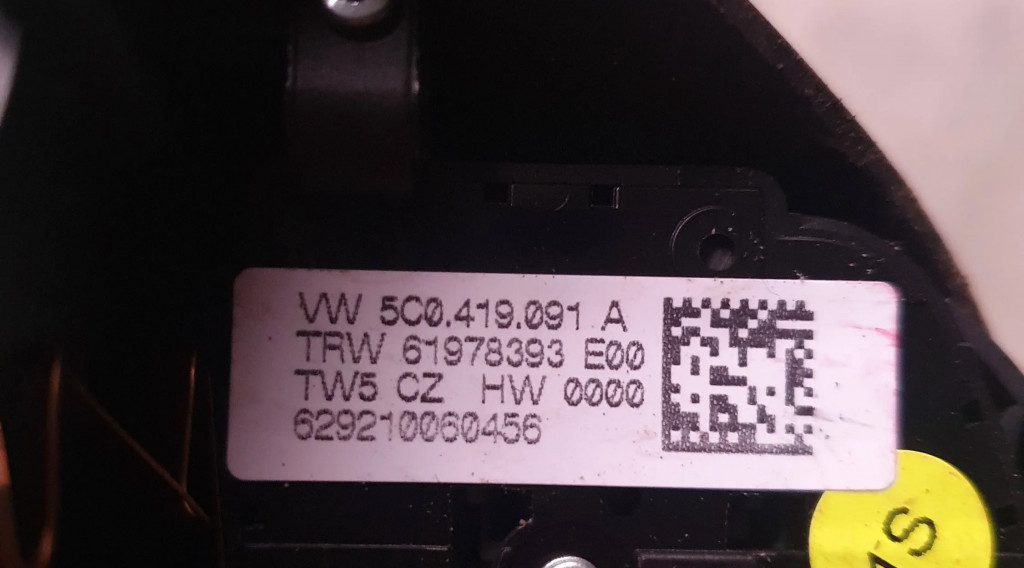 VW 5C0.419.091 A
TRW 61978393 E00
TW5 CZ HW 0000
629210060456